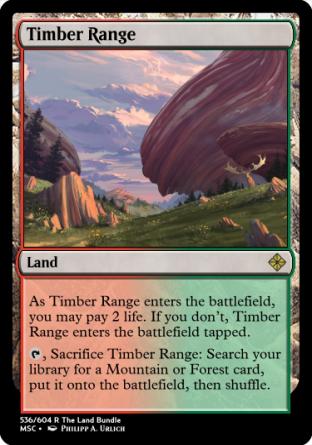 Timber Range
Land
As Timber Range enters the battlefield,
you may pay 2 life. If you don't, Timber
Range enters the battlefield tapped.
, Sacrifice Timber Range: Search your
library for a Mountain or Forest card,
put it onto the battlefield, then shuffle.
536/604 R The Land Bundle
MSC • Philipp A. Urlich